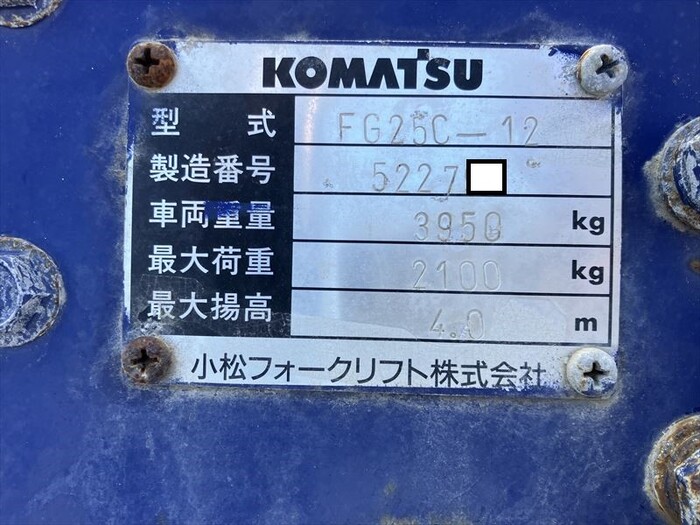 KOMATSU
型式 FG25C-12
製造番号 5227
車両重量 3950 kg
最大荷重 2100 kg
最大揚高 4.0 m
小松フォークリフト株式会社